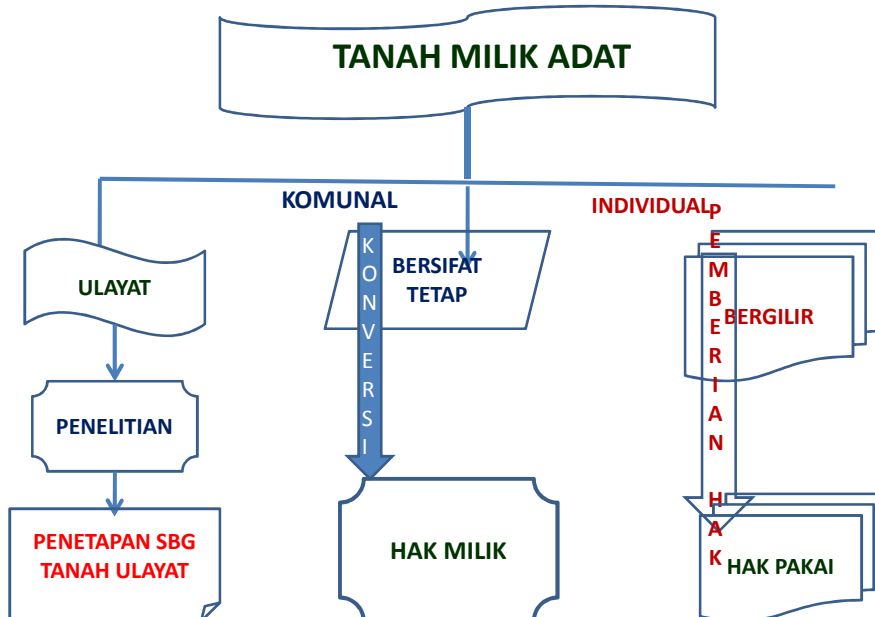 TANAH MILIK ADAT
KOMUNAL
INDIVIDUAL
ULAYAT
BERSIFAT
TETAP
BERGILIR
KONVERSI
PEMBERIAN HAK
PENELITIAN
PENETAPAN SBG
TANAH ULAYAT
HAK MILIK
HAK PAKAI